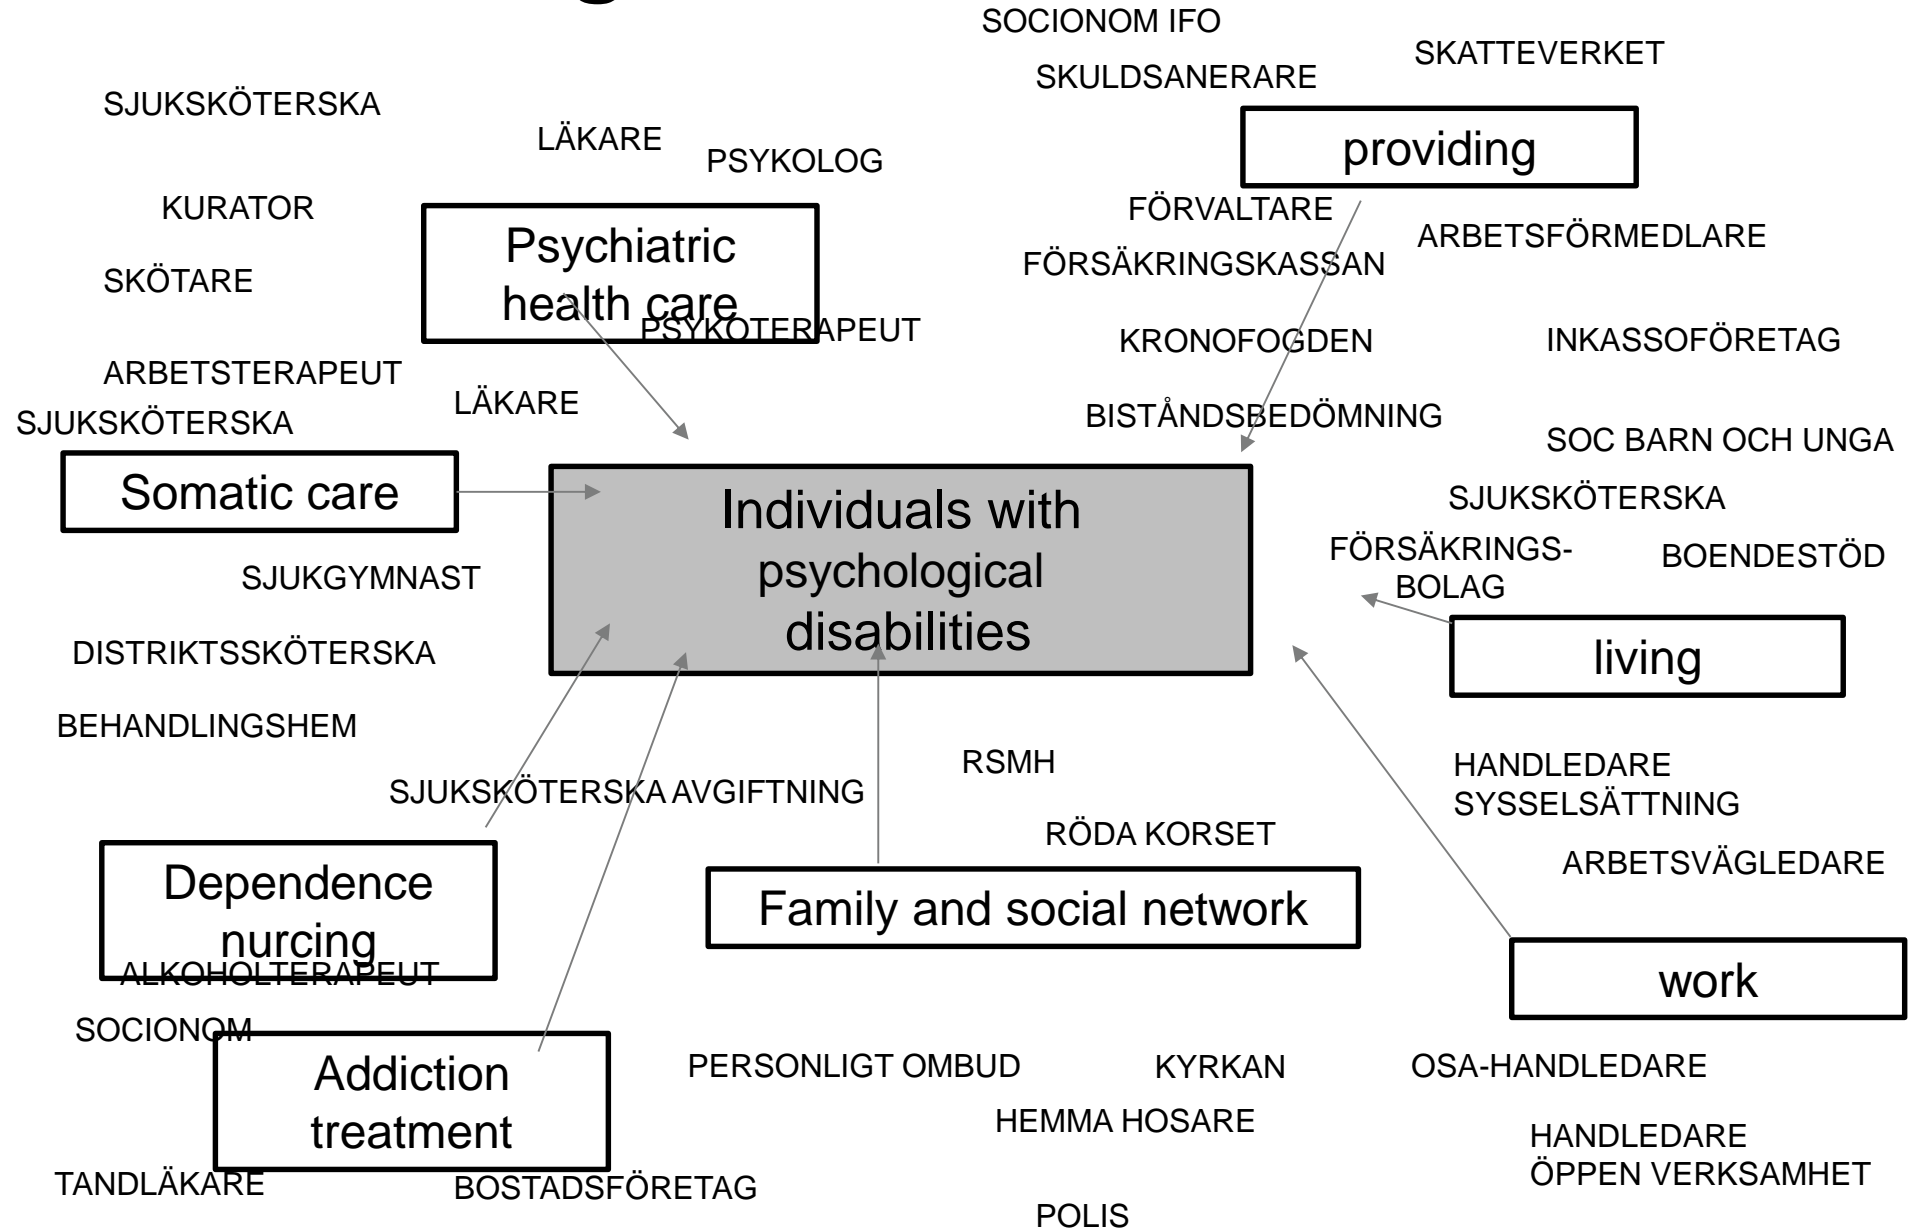 SOCIONOM IFO
SKATTEVERKET
SKULDSANERARE
SJUKSKÖTERSKA
LÄKARE
PSYKOLOG
providing
KURATOR
FÖRVALTARE
ARBETSFÖRMEDLARE
Psychiatric
health care
FÖRSÄKRINGSKASSAN
SKÖTARE
PSYKOTERAPEUT
KRONOFOGDEN
INKASSOFÖRETAG
ARBETSTERAPEUT
LÄKARE
BISTÅNDSBEDÖMNING
SJUKSKÖTERSKA
SOC BARN OCH UNGA
Somatic care
Individuals with
psychological
disabilities
SJUKSKÖTERSKA
FÖRSÄKRINGS-
BOLAG
BOENDESTÖD
SJUKGYMNAST
living
DISTRIKTSSKÖTERSKA
BEHANDLINGSHEM
RSMH
HANDLEDARE
SYSSELSÄTTNING
SJUKSKÖTERSKA AVGIFTNING
RÖDA KORSET
ARBETSVÄGLEDARE
Dependence
nurcing
Family and social network
ALKOHOLTERAPEUT
work
SOCIONOM
Addiction
treatment
PERSONLIGT OMBUD
KYRKAN
OSA-HANDLEDARE
HEMMA HOSARE
HANDLEDARE
ÖPPEN VERKSAMHET
TANDLÄKARE
BOSTADSFÖRETAG
POLIS